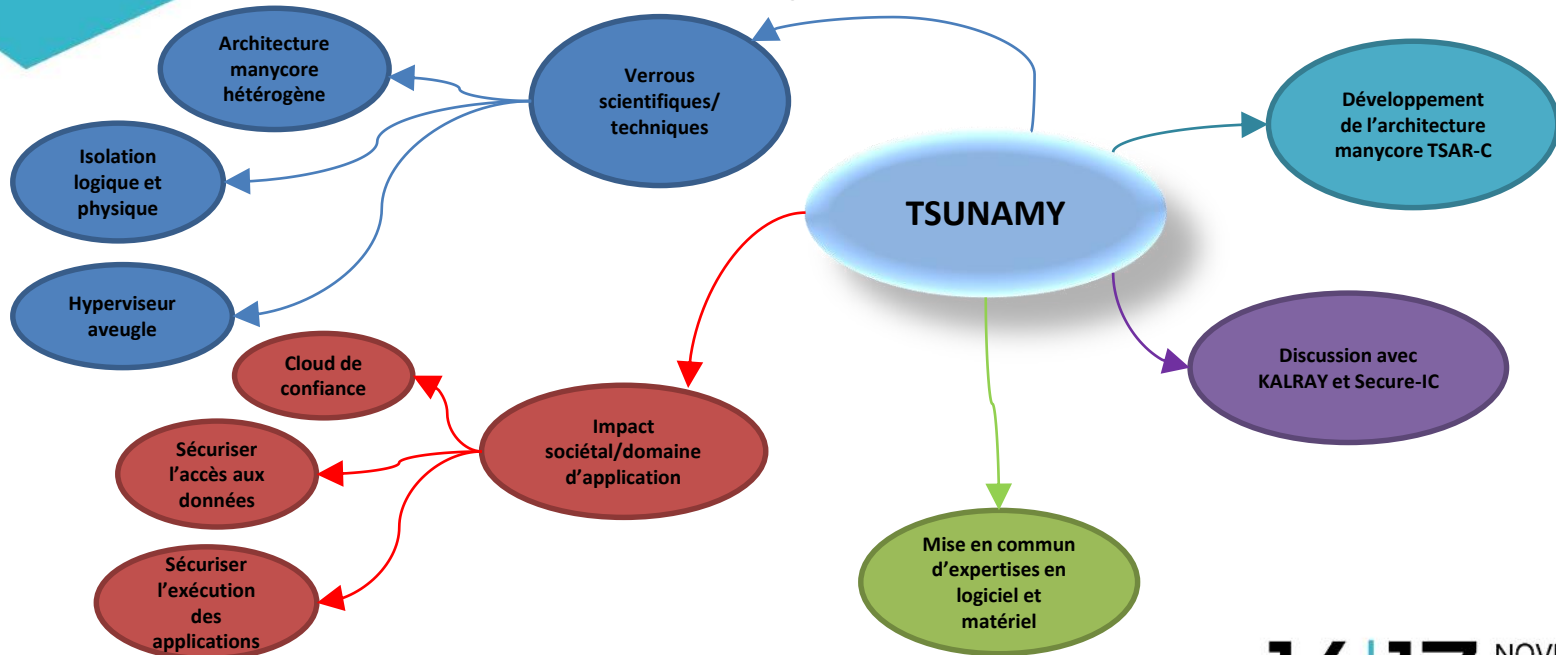 Architecture
manycore
hétérogène
Verrous
scientifiques/
techniques
Développement
de l'architecture
manycore TSAR-C
Isolation
logique et
physique
TSUNAMY
Hyperviseur
aveugle
Cloud de
confiance
Discussion avec
KALRAY et Secure-IC
Impact
sociétal/domaine
d'application
Sécuriser
l'accès aux
données
Mise en commun
d'expertises en
logiciel et
matériel
Sécuriser
l'exécution
des
applications